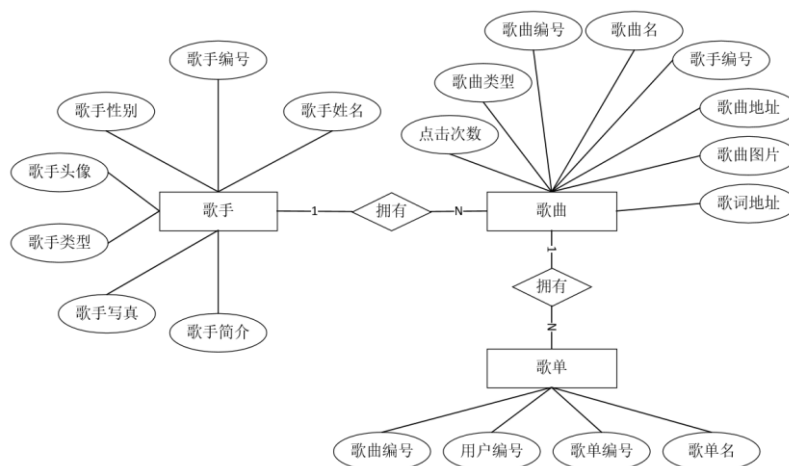 歌曲编号
歌曲名
歌手编号
歌手编号
歌曲类型
歌手性别
歌手姓名
歌曲地址
点击次数
歌曲图片
歌手头像
歌手
1
拥有
N
歌曲
歌词地址
歌手类型
1
拥有
歌手写真
歌手简介
N
歌单
歌曲编号
用户编号
歌单编号
歌单名